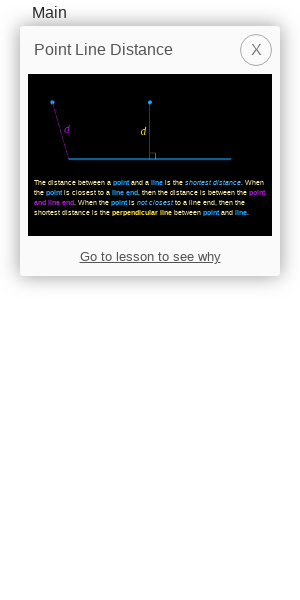 Main
Point Line Distance
X
d
d
The distance between a point and a line is the shortest distance. When
the point is closest to a line end, then the distance is between the point
and line end. When the point is not closest to a line end, then the
shortest distance is the perpendicular line between point and line.
Go to lesson to see why